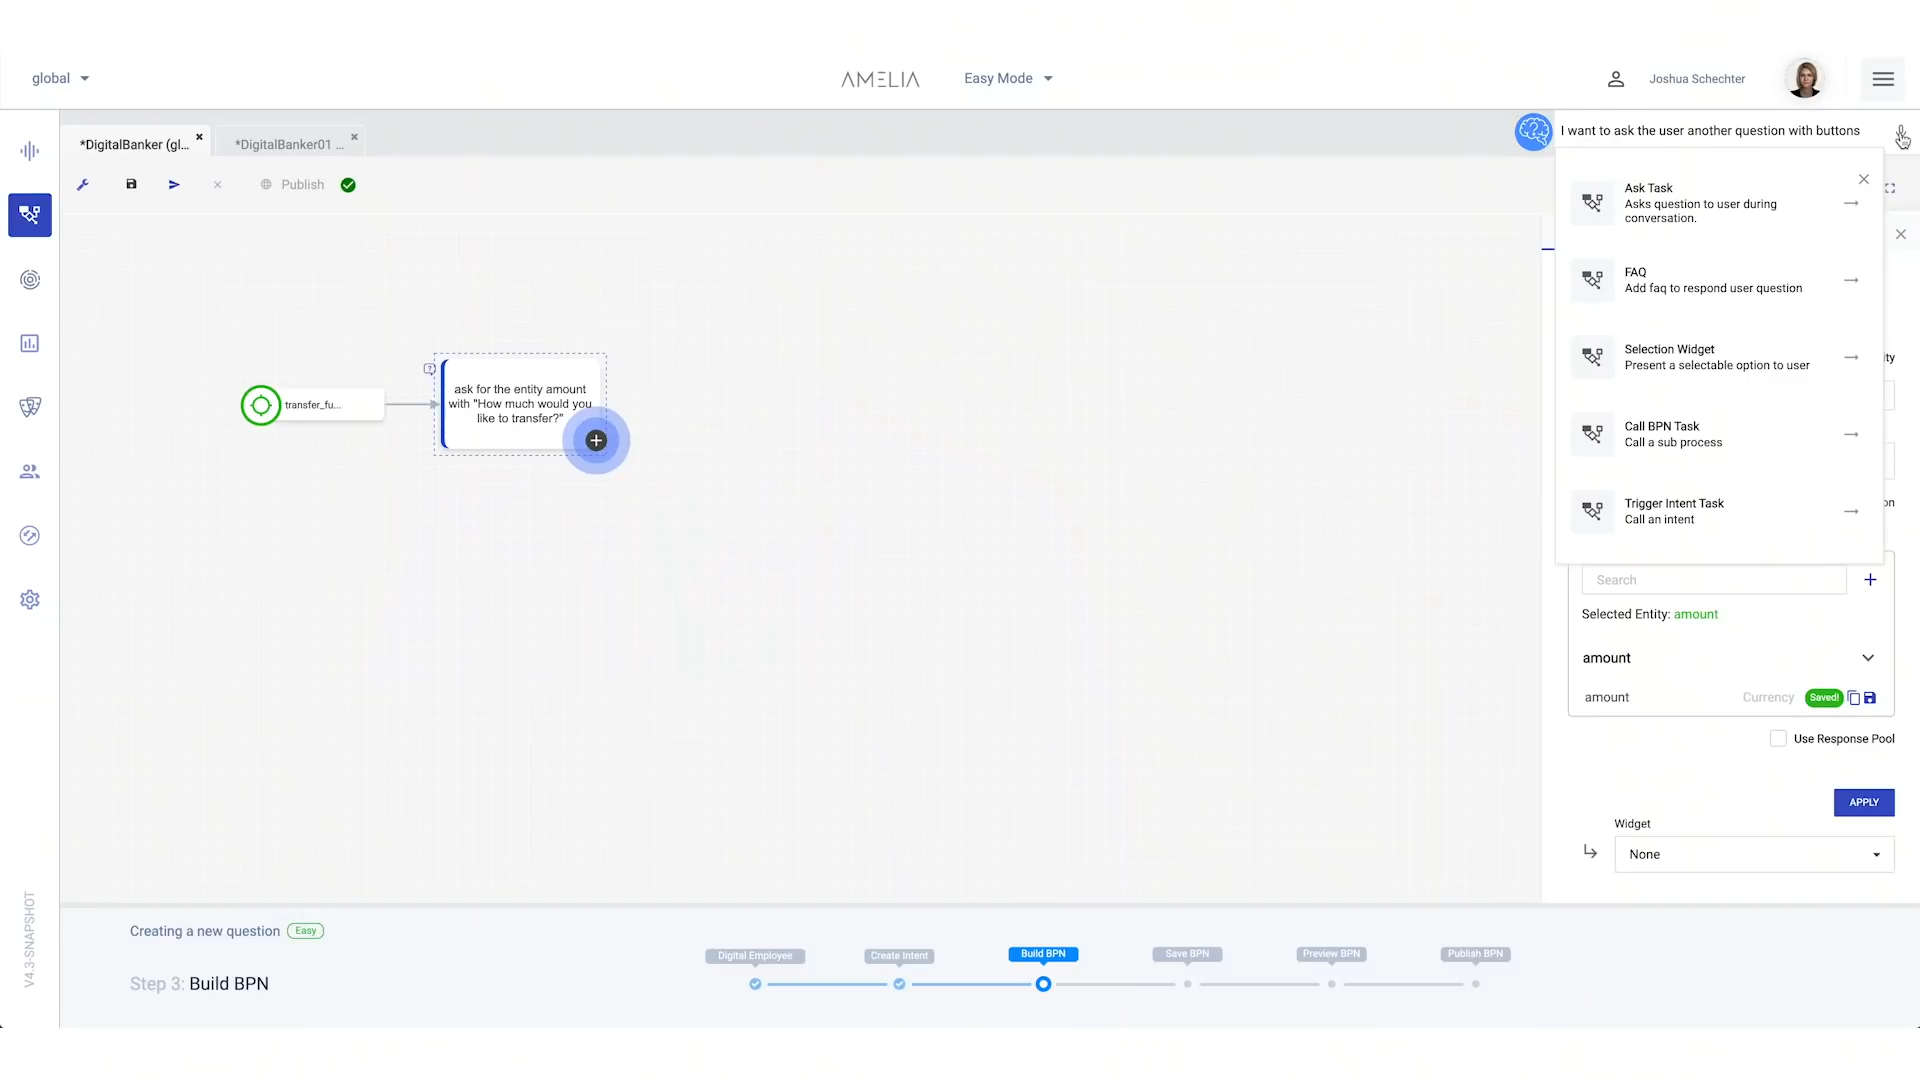 global
AMELIA
Easy Mode
Joshua Schechter
*DigitalBanker (gl...
*DigitalBanker01 ...
I want to ask the user another question with buttons
Publish
Ask Task
Asks question to user during
conversation.
FAQ
Add faq to respond user question
Selection Widget
Present a selectable option to user
ty
Call BPN Task
Call a sub process
Trigger Intent Task
Call an intent
on
transfer_fu...
ask for the entity amount
with "How much would you
like to transfer?"
Search
Selected Entity: amount
amount
amount
Currency
Saved!
Use Response Pool
APPLY
Widget
None
V4.3-SNAPSHOT
Creating a new question
Easy
Step 3: Build BPN
Digital Employee
Create Intent
Build BPN
Save BPN
Preview BPN
Publish BPN